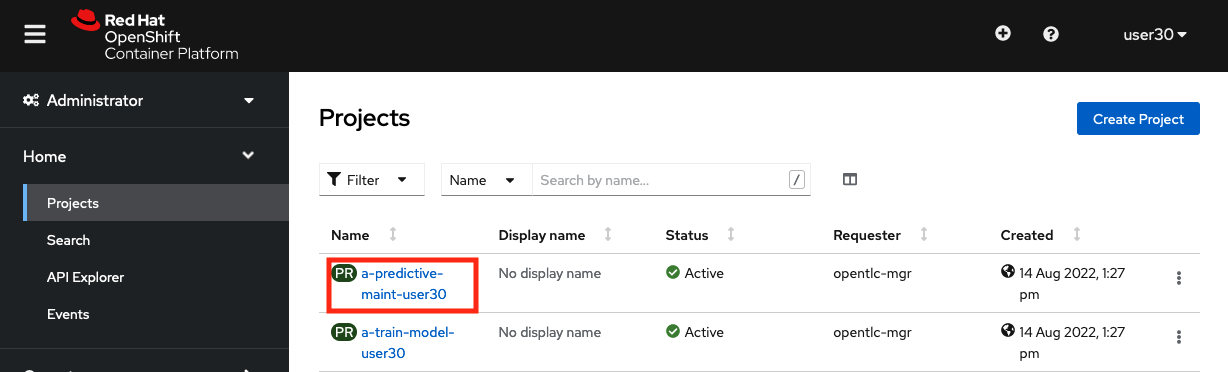 Red Hat
OpenShift
Container Platform
user30
Administrator
Home
Projects
Search
API Explorer
Events
Projects
Create Project
Filter
Name
Search by name...
/
Name
Display name
Status
Requester
Created
PR a-predictive-
maint-user30
No display name
Active
opentlc-mgr
14 Aug 2022, 1:27
pm
PR a-train-model-
user30
No display name
Active
opentlc-mgr
14 Aug 2022, 1:27
pm